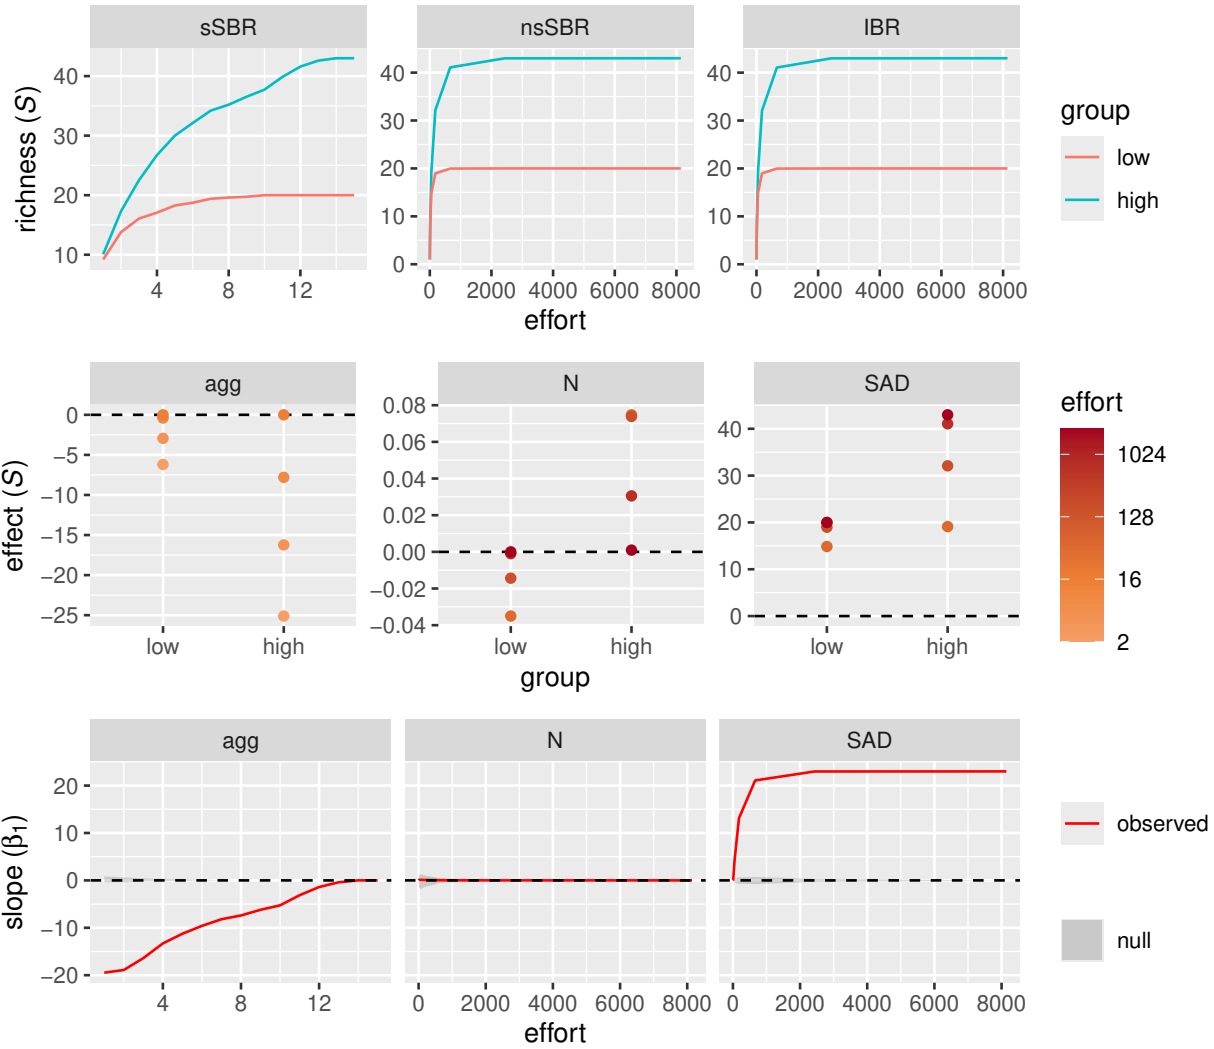 sSBR nsSBR IBR
richness (S)
40
30
20
10
4 8 12
40
30
20
10
0
0 2000 4000 6000 8000
40
30
20
10
0
0 2000 4000 6000 8000
effort
group
low
high
agg N SAD
effect (S)
0
−5
−10
−15
−20
−25
low high
0.08
0.06
0.04
0.02
0.00
−0.02
−0.04
low high
40
30
20
10
0
low high
group
effort
1024
128
16
2
agg N SAD
slope (β₁)
20
10
0
−10
−20
4 8 12
0 2000 4000 6000 8000
0 2000 4000 6000 8000
effort
observed
null